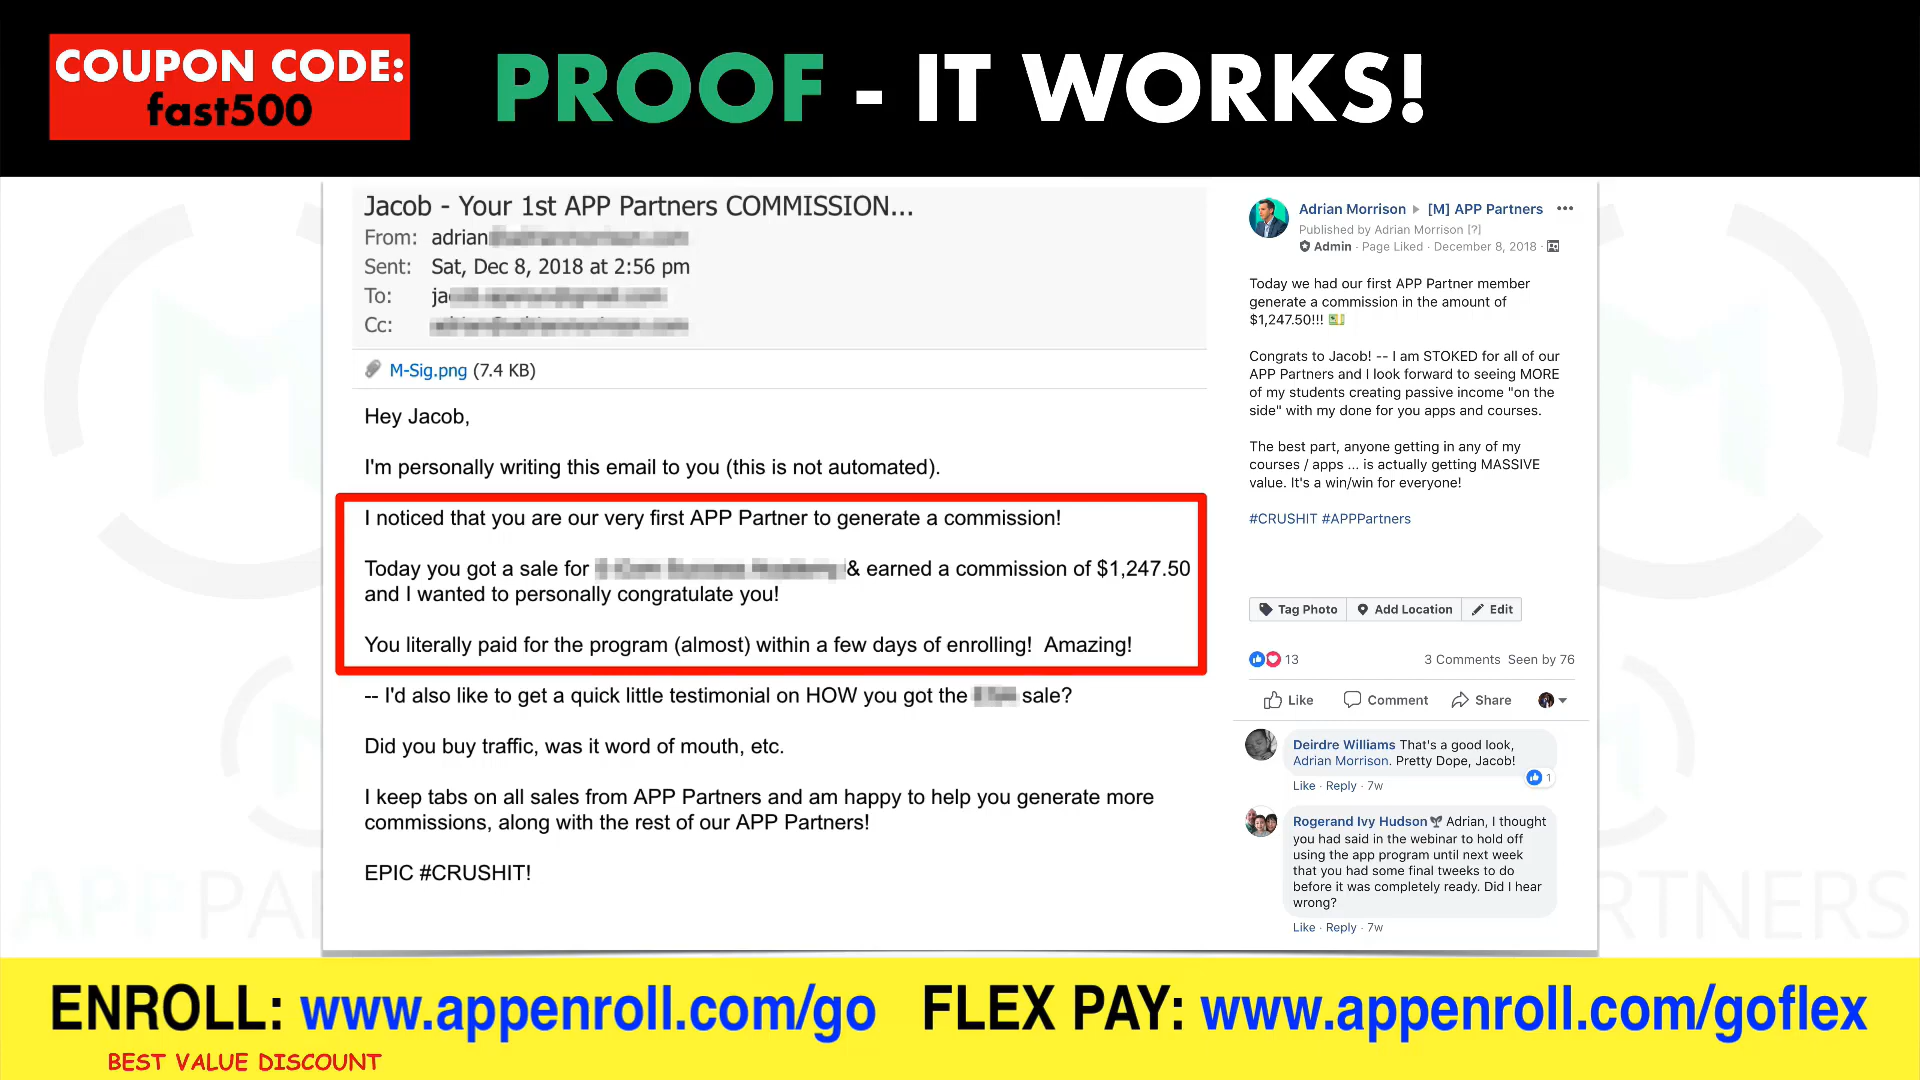 COUPON CODE:
fast500
PROOF - IT WORKS!
Jacob - Your 1st APP Partners COMMISSION...
From: adrian
Sent: Sat, Dec 8, 2018 at 2:56 pm
To: ja
Cc:
M-Sig.png (7.4 KB)
Hey Jacob,
I'm personally writing this email to you (this is not automated).
I noticed that you are our very first APP Partner to generate a commission!
Today you got a sale for & earned a commission of $1,247.50
and I wanted to personally congratulate you!
You literally paid for the program (almost) within a few days of enrolling! Amazing!
-- I'd also like to get a quick little testimonial on HOW you got the sale?
Did you buy traffic, was it word of mouth, etc.
I keep tabs on all sales from APP Partners and am happy to help you generate more
commissions, along with the rest of our APP Partners!
EPIC #CRUSHIT!
Adrian Morrison ▸ [M] APP Partners ...
Published by Adrian Morrison [?]
Admin · Page Liked · December 8, 2018 ·
Today we had our first APP Partner member
generate a commission in the amount of
$1,247.50!!! 💵
Congrats to Jacob! -- I am STOKED for all of our
APP Partners and I look forward to seeing MORE
of my students creating passive income "on the
side" with my done for you apps and courses.
The best part, anyone getting in any of my
courses / apps ... is actually getting MASSIVE
value. It's a win/win for everyone!
#CRUSHIT #APPPartners
Tag Photo Add Location Edit
13 3 Comments Seen by 76
Like Comment Share
Deirdre Williams That's a good look,
Adrian Morrison. Pretty Dope, Jacob!
1
Like · Reply · 7w
Rogerand Ivy Hudson Adrian, I thought
you had said in the webinar to hold off
using the app program until next week
that you had some final tweeks to do
before it was completely ready. Did I hear
wrong?
Like · Reply · 7w
APP PA RTNERS
ENROLL: www.appenroll.com/go FLEX PAY: www.appenroll.com/goflex
BEST VALUE DISCOUNT